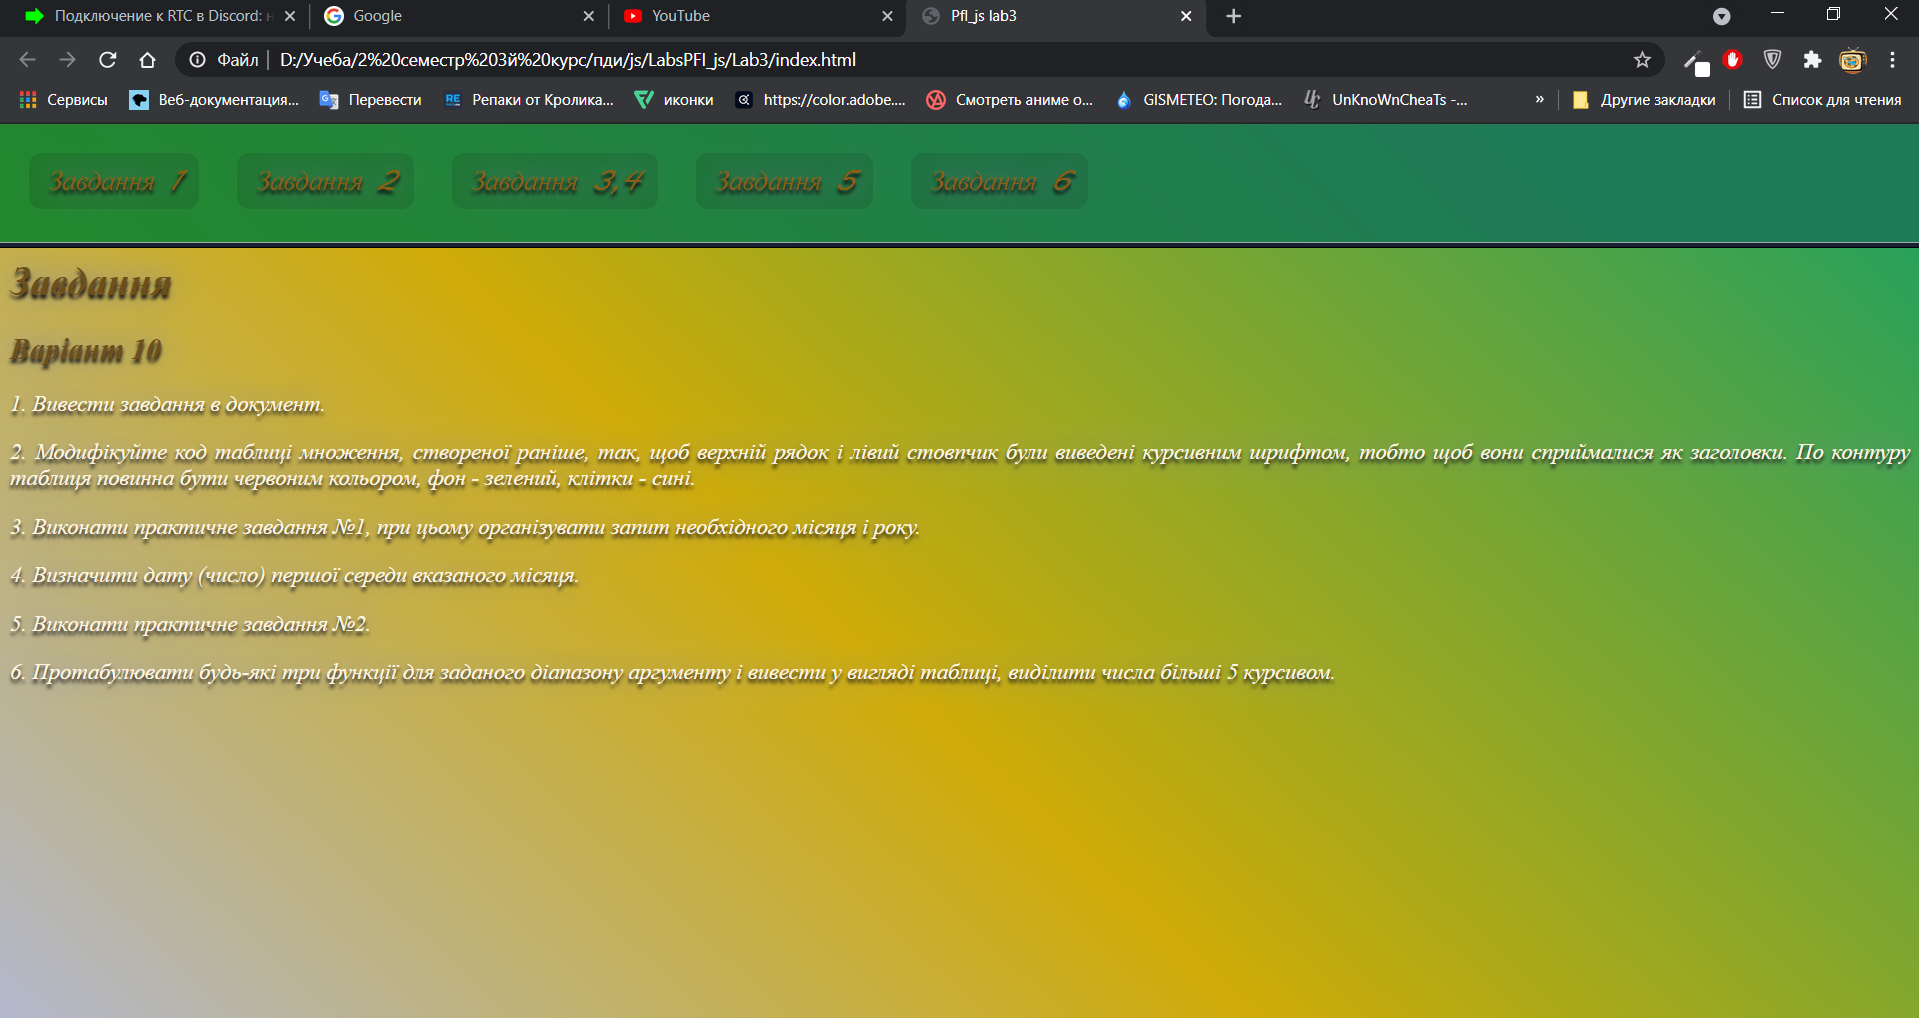 Подключение к RTC в Discord:
Google
YouTube
Pfl_js lab3
Файл
D:/Учеба/2%20семестр%203й%20курс/пди/js/LabsPFl_js/Lab3/index.html
Сервисы
Веб-документация...
Перевести
Репаки от Кролика...
иконки
https://color.adobe....
Смотреть аниме о...
GISMETEO: Погода...
UnKnoWnCheaTs -...
»
Другие закладки
Список для чтения
Завдання 1
Завдання 2
Завдання 3,4
Завдання 5
Завдання 6
Завдання
Варіант 10
1. Вивести завдання в документ.
2. Модифікуйте код таблиці множення, створеної раніше, так, щоб верхній рядок і лівий стовпчик були виведені курсивним шрифтом, тобто щоб вони сприймалися як заголовки. По контуру
таблиця повинна бути червоним кольором, фон - зелений, клітки - сині.
3. Виконати практичне завдання №1, при цьому організувати запит необхідного місяця і року.
4. Визначити дату (число) першої середи вказаного місяця.
5. Виконати практичне завдання №2.
6. Протабулювати будь-які три функції для заданого діапазону аргументу і вивести у вигляді таблиці, виділити числа більші 5 курсивом.